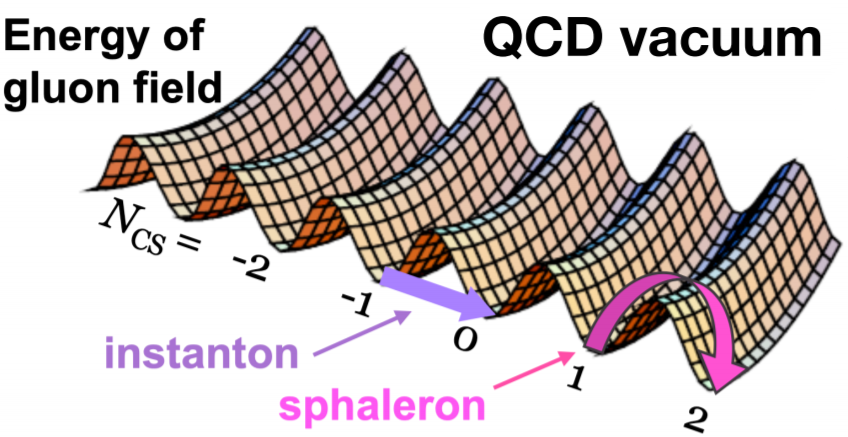 Energy of
gluon field
QCD vacuum
N_CS = -2 -1 0 1 2
instanton
sphaleron